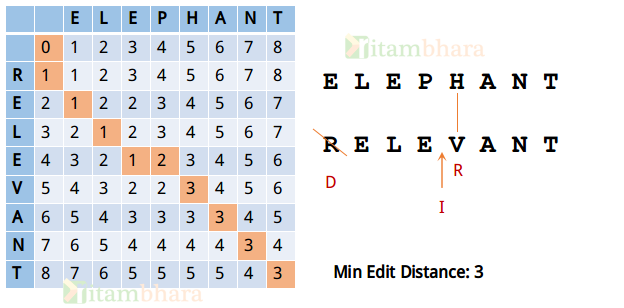 E L E P H A N T
0 1 2 3 4 5 6 7 8
R 1 1 2 3 4 5 6 7 8
E 2 1 2 2 3 4 5 6 7
L 3 2 1 2 3 4 5 6 7
E 4 3 2 1 2 3 4 5 6
V 5 4 3 2 2 3 4 5 6
A 6 5 4 3 3 3 3 4 5
N 7 6 5 4 4 4 4 3 4
T 8 7 6 5 5 5 5 4 3
itambhara
itambhara
E L E P H A N T
R E L E V A N T
D
R
I
Min Edit Distance: 3